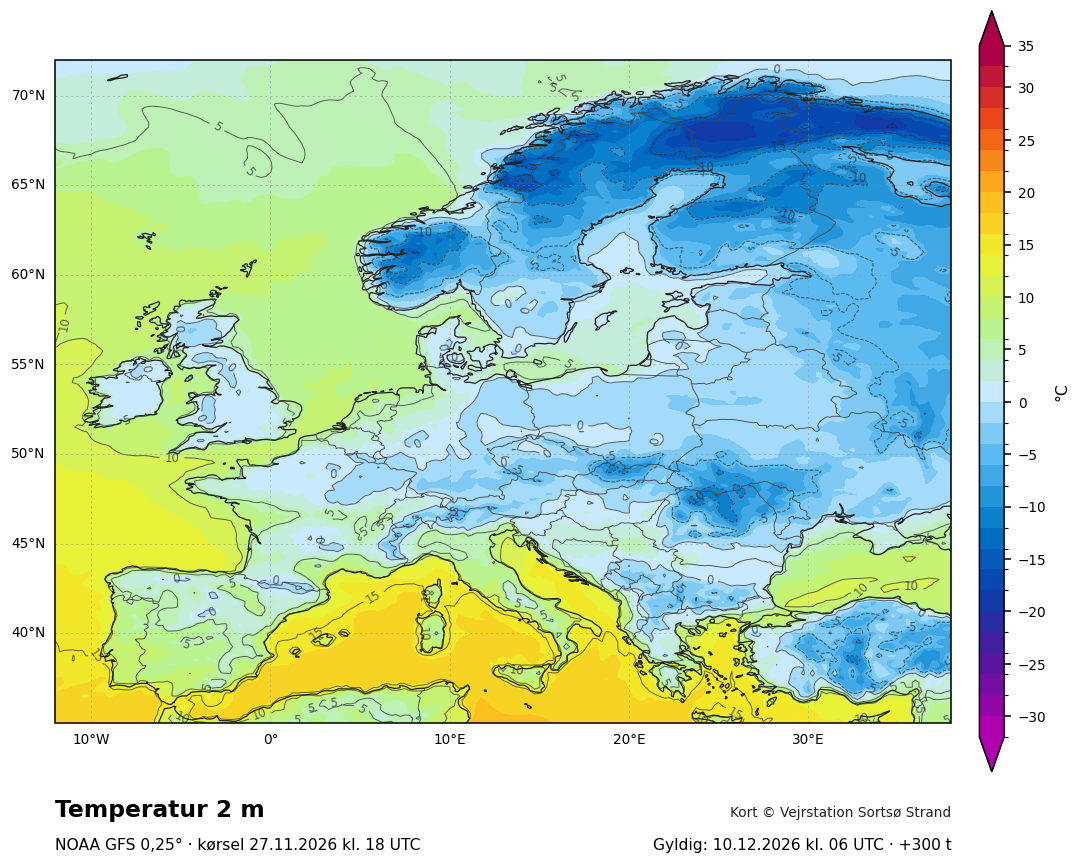 70°N
65°N
60°N
55°N
50°N
45°N
40°N
10°W 0° 10°E 20°E 30°E
35
30
25
20
15
10
5
0
−5
−10
−15
−20
−25
−30
°C
Temperatur 2 m
Kort © Vejrstation Sortsø Strand
NOAA GFS 0,25° · kørsel 27.11.2026 kl. 18 UTC
Gyldig: 10.12.2026 kl. 06 UTC · +300 t